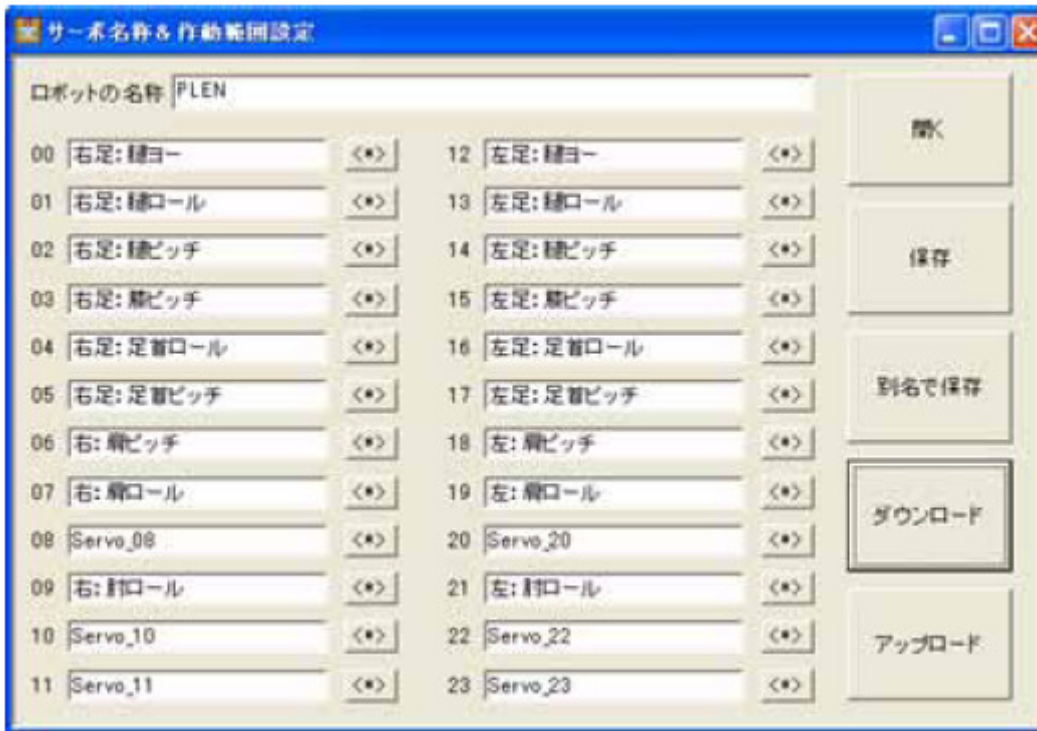 サーボ名称&作動範囲設定
ロボットの名称 PLEN
00 右足:腿ヨー <*> 12 左足:腿ヨー <*>
01 右足:腿ロール <*> 13 左足:腿ロール <*>
02 右足:腿ピッチ <*> 14 左足:腿ピッチ <*>
03 右足:膝ピッチ <*> 15 左足:膝ピッチ <*>
04 右足:足首ロール <*> 16 左足:足首ロール <*>
05 右足:足首ピッチ <*> 17 左足:足首ピッチ <*>
06 右:肩ピッチ <*> 18 左:肩ピッチ <*>
07 右:肩ロール <*> 19 左:肩ロール <*>
08 Servo_08 <*> 20 Servo_20 <*>
09 右:肘ロール <*> 21 左:肘ロール <*>
10 Servo_10 <*> 22 Servo_22 <*>
11 Servo_11 <*> 23 Servo_23 <*>
開く
保存
別名で保存
ダウンロード
アップロード